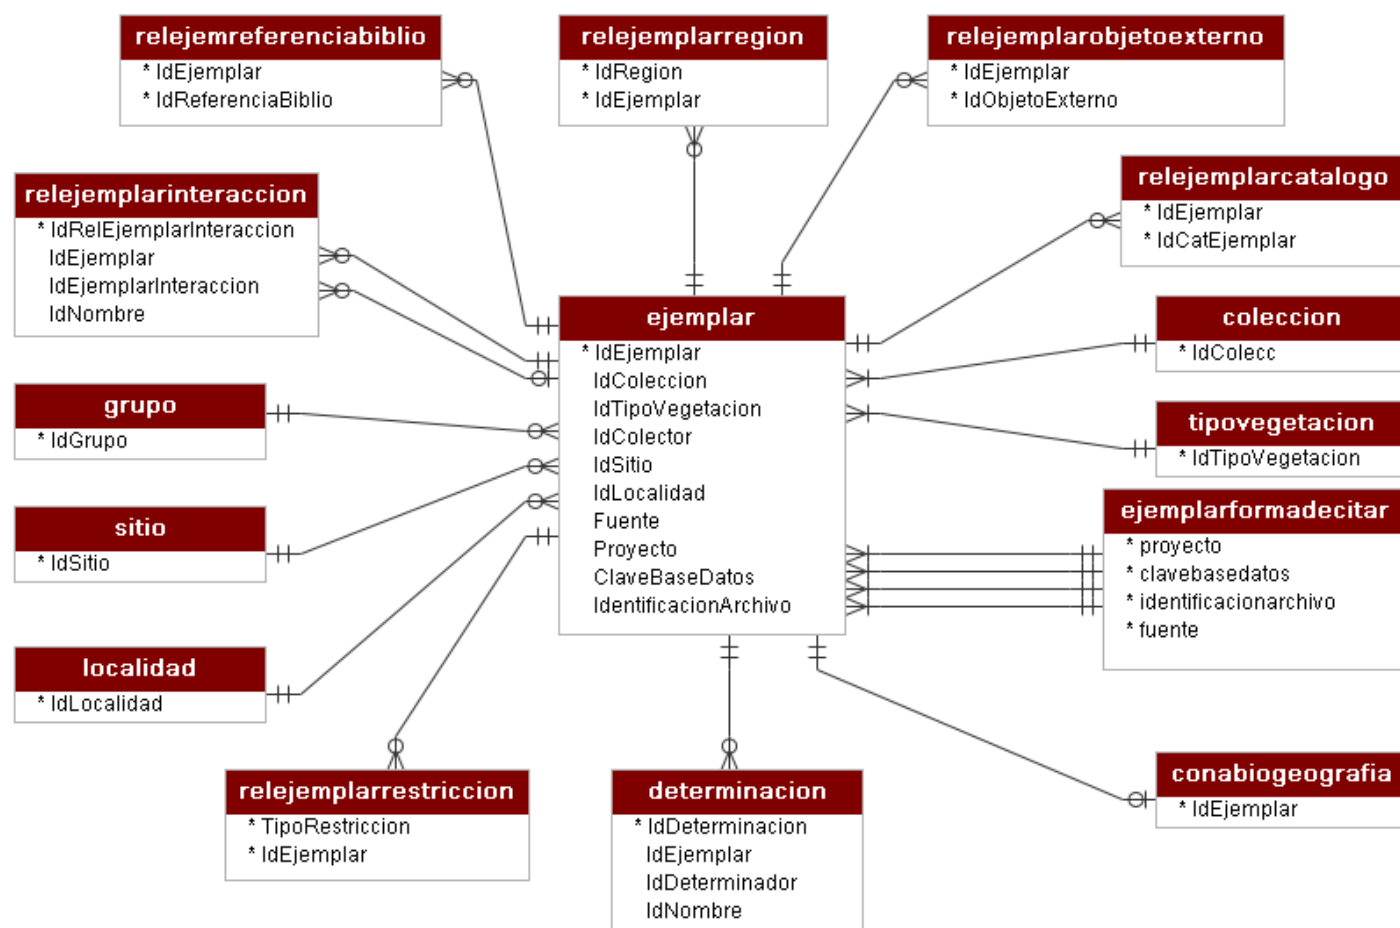 relejemreferenciabiblio
* IdEjemplar
* IdReferenciaBiblio
relejemplarregion
* IdRegion
* IdEjemplar
relejemplarobjetoexterno
* IdEjemplar
* IdObjetoExterno
relejemplarinteraccion
* IdRelEjemplarInteraccion
IdEjemplar
IdEjemplarInteraccion
IdNombre
relejemplarcatalogo
* IdEjemplar
* IdCatEjemplar
ejemplar
* IdEjemplar
IdColeccion
IdTipoVegetacion
IdColector
IdSitio
IdLocalidad
Fuente
Proyecto
ClaveBaseDatos
IdentificacionArchivo
coleccion
* IdColecc
grupo
* IdGrupo
tipovegetacion
* IdTipoVegetacion
sitio
* IdSitio
ejemplarformadecitar
* proyecto
* clavebasedatos
* identificacionarchivo
* fuente
localidad
* IdLocalidad
relejemplarrestriccion
* TipoRestriccion
* IdEjemplar
determinacion
* IdDeterminacion
IdEjemplar
IdDeterminador
IdNombre
conabiogeografia
* IdEjemplar